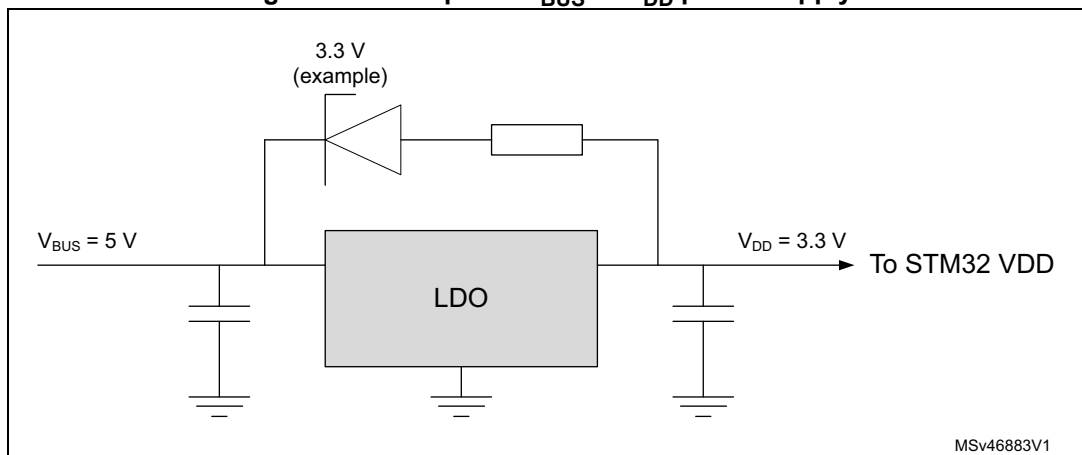 3.3 V
(example)
VBUS = 5 V
VDD = 3.3 V
To STM32 VDD
LDO
MSv46883V1